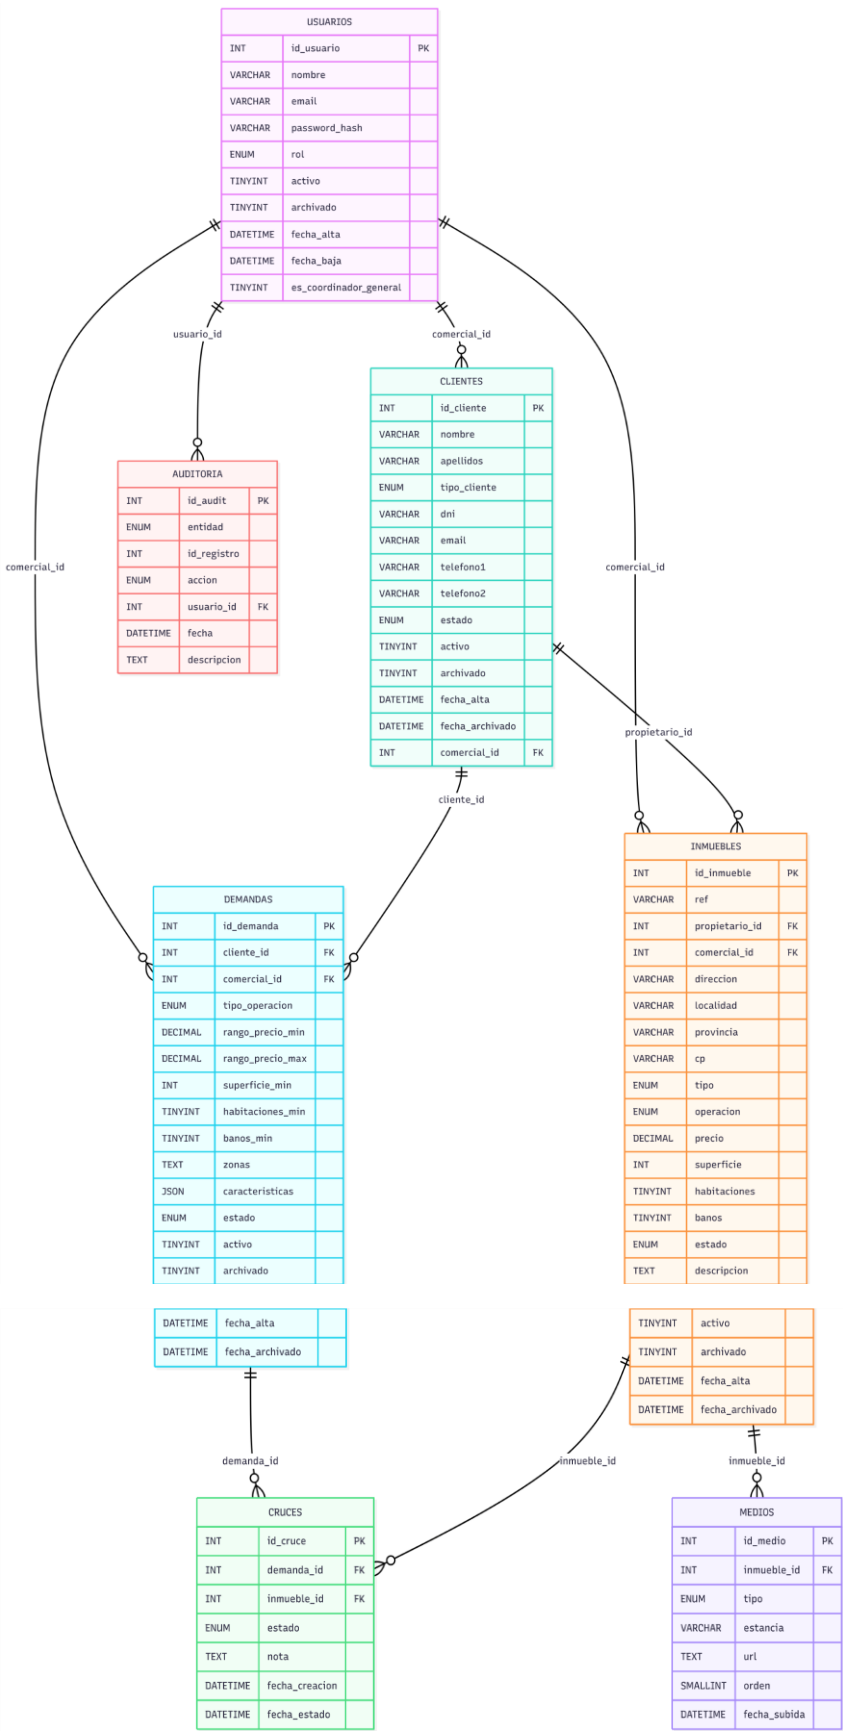 USUARIOS
INT id_usuario PK
VARCHAR nombre
VARCHAR email
VARCHAR password_hash
ENUM rol
TINYINT activo
TINYINT archivado
DATETIME fecha_alta
DATETIME fecha_baja
TINYINT es_coordinador_general
usuario_id
comercial_id
CLIENTES
INT id_cliente PK
VARCHAR nombre
VARCHAR apellidos
ENUM tipo_cliente
VARCHAR dni
VARCHAR email
VARCHAR telefono1
VARCHAR telefono2
ENUM estado
TINYINT activo
TINYINT archivado
DATETIME fecha_alta
DATETIME fecha_archivado
INT comercial_id FK
AUDITORIA
INT id_audit PK
ENUM entidad
INT id_registro
ENUM accion
INT usuario_id FK
DATETIME fecha
TEXT descripcion
comercial_id
comercial_id
propietario_id
cliente_id
INMUEBLES
INT id_inmueble PK
VARCHAR ref
INT propietario_id FK
INT comercial_id FK
VARCHAR direccion
VARCHAR localidad
VARCHAR provincia
VARCHAR cp
ENUM tipo
ENUM operacion
DECIMAL precio
INT superficie
TINYINT habitaciones
TINYINT banos
ENUM estado
TEXT descripcion
DEMANDAS
INT id_demanda PK
INT cliente_id FK
INT comercial_id FK
ENUM tipo_operacion
DECIMAL rango_precio_min
DECIMAL rango_precio_max
INT superficie_min
TINYINT habitaciones_min
TINYINT banos_min
TEXT zonas
JSON caracteristicas
ENUM estado
TINYINT activo
TINYINT archivado
DATETIME fecha_alta
DATETIME fecha_archivado
TINYINT activo
TINYINT archivado
DATETIME fecha_alta
DATETIME fecha_archivado
demanda_id
inmueble_id
inmueble_id
CRUCES
INT id_cruce PK
INT demanda_id FK
INT inmueble_id FK
ENUM estado
TEXT nota
DATETIME fecha_creacion
DATETIME fecha_estado
MEDIOS
INT id_medio PK
INT inmueble_id FK
ENUM tipo
VARCHAR estancia
TEXT url
SMALLINT orden
DATETIME fecha_subida